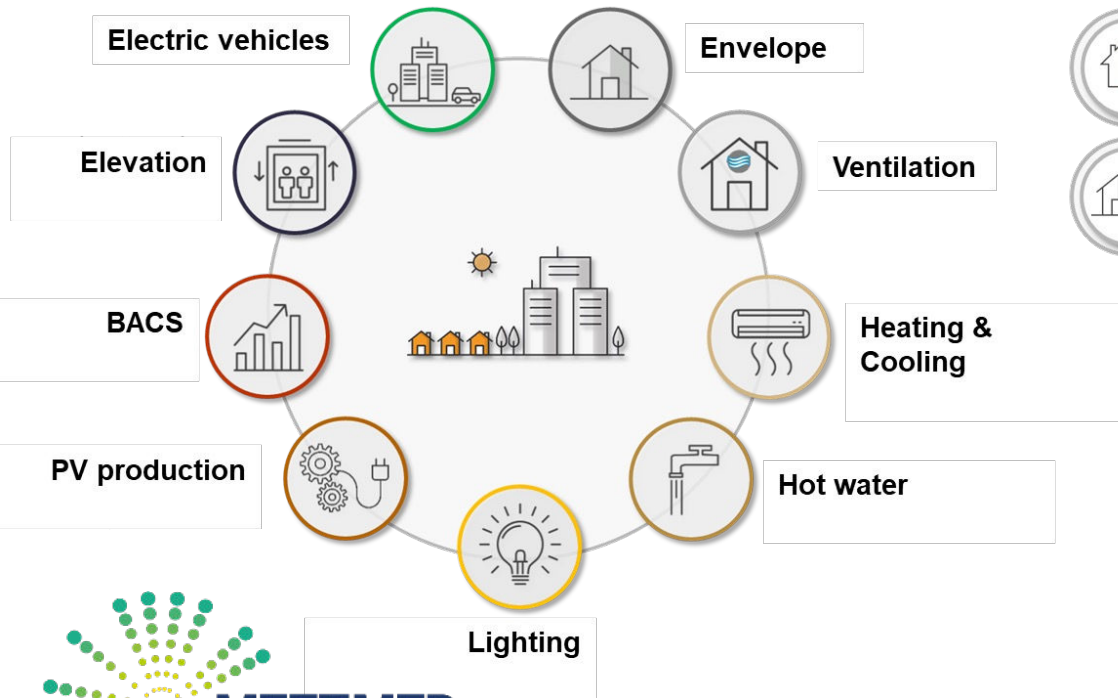 Electric vehicles
Envelope
Elevation
Ventilation
BACS
Heating &
Cooling
PV production
Hot water
Lighting